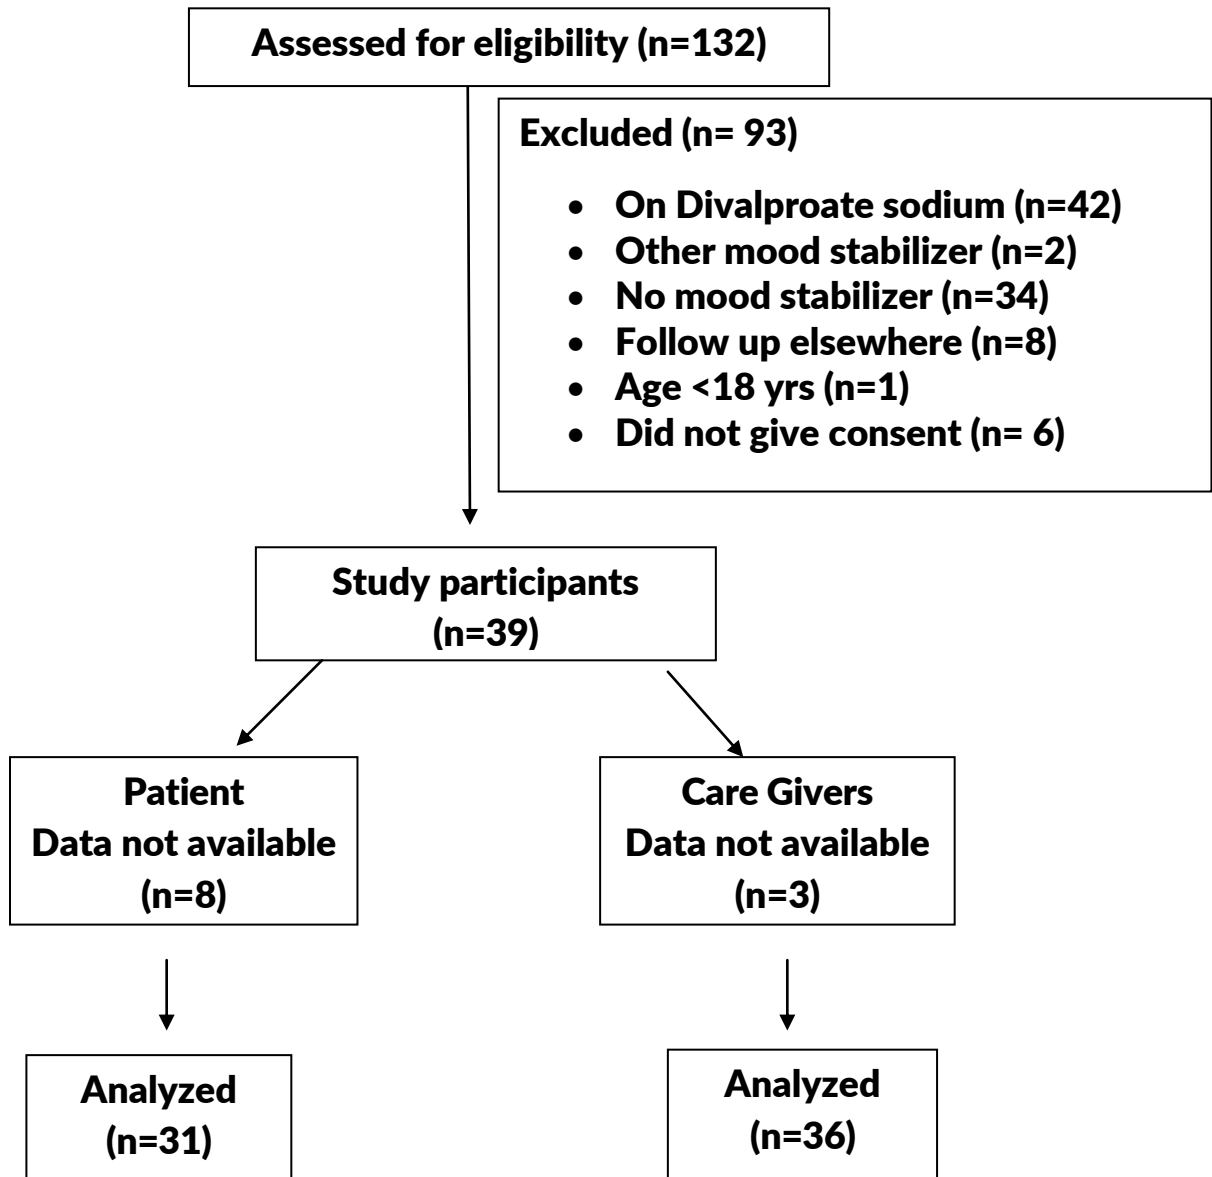 Assessed for eligibility (n=132)
Excluded (n= 93)
• On Divalproate sodium (n=42)
• Other mood stabilizer (n=2)
• No mood stabilizer (n=34)
• Follow up elsewhere (n=8)
• Age <18 yrs (n=1)
• Did not give consent (n= 6)
Study participants
(n=39)
Patient
Data not available
(n=8)
Care Givers
Data not available
(n=3)
Analyzed
(n=31)
Analyzed
(n=36)